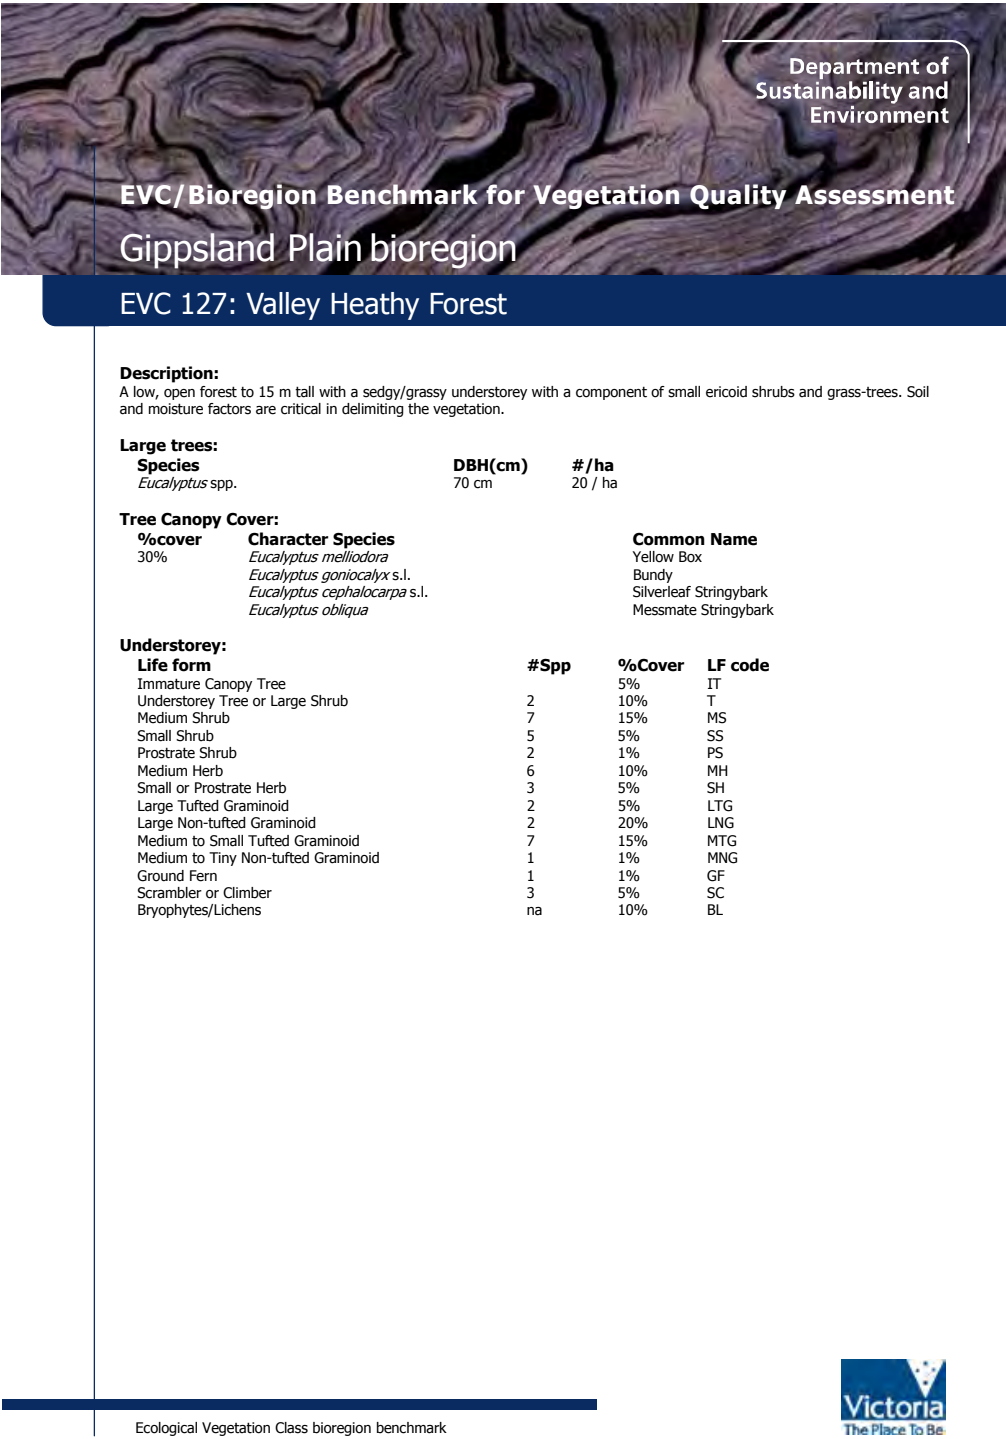 Department of
Sustainability and
Environment
EVC/Bioregion Benchmark for Vegetation Quality Assessment
Gippsland Plain bioregion
EVC 127: Valley Heathy Forest
Description:
A low, open forest to 15 m tall with a sedgy/grassy understorey with a component of small ericoid shrubs and grass-trees. Soil
and moisture factors are critical in delimiting the vegetation.
Large trees:
Species DBH(cm) #/ha
Eucalyptus spp. 70 cm 20 / ha
Tree Canopy Cover:
%cover Character Species Common Name
30% Eucalyptus melliodora Yellow Box
Eucalyptus goniocalyx s.l. Bundy
Eucalyptus cephalocarpa s.l. Silverleaf Stringybark
Eucalyptus obliqua Messmate Stringybark
Understorey:
Life form #Spp %Cover LF code
Immature Canopy Tree 5% IT
Understorey Tree or Large Shrub 2 10% T
Medium Shrub 7 15% MS
Small Shrub 5 5% SS
Prostrate Shrub 2 1% PS
Medium Herb 6 10% MH
Small or Prostrate Herb 3 5% SH
Large Tufted Graminoid 2 5% LTG
Large Non-tufted Graminoid 2 20% LNG
Medium to Small Tufted Graminoid 7 15% MTG
Medium to Tiny Non-tufted Graminoid 1 1% MNG
Ground Fern 1 1% GF
Scrambler or Climber 3 5% SC
Bryophytes/Lichens na 10% BL
Ecological Vegetation Class bioregion benchmark
Victoria
The Place To Be